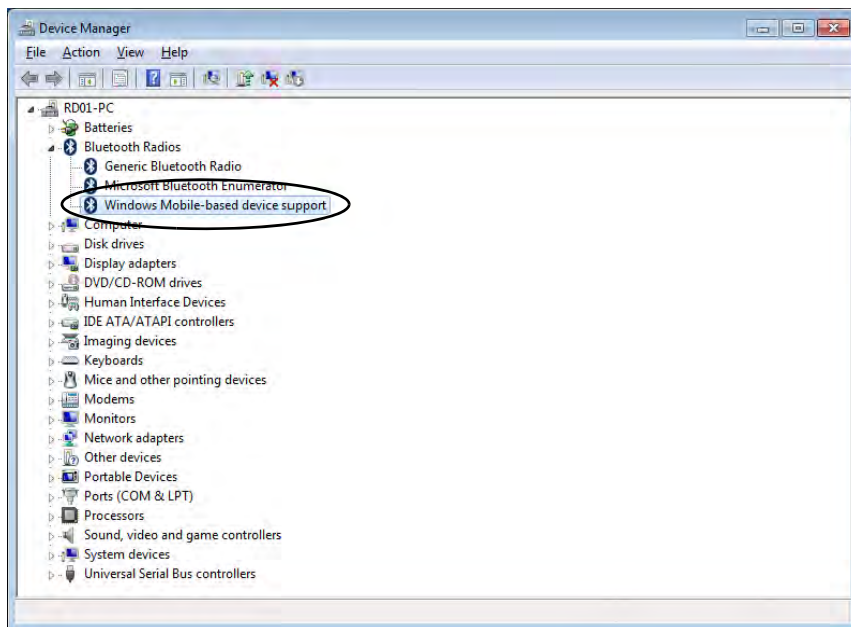 Device Manager
File Action View Help
RD01-PC
Batteries
Bluetooth Radios
Generic Bluetooth Radio
Microsoft Bluetooth Enumerator
Windows Mobile-based device support
Computer
Disk drives
Display adapters
DVD/CD-ROM drives
Human Interface Devices
IDE ATA/ATAPI controllers
Imaging devices
Keyboards
Mice and other pointing devices
Modems
Monitors
Network adapters
Other devices
Portable Devices
Ports (COM & LPT)
Processors
Sound, video and game controllers
System devices
Universal Serial Bus controllers